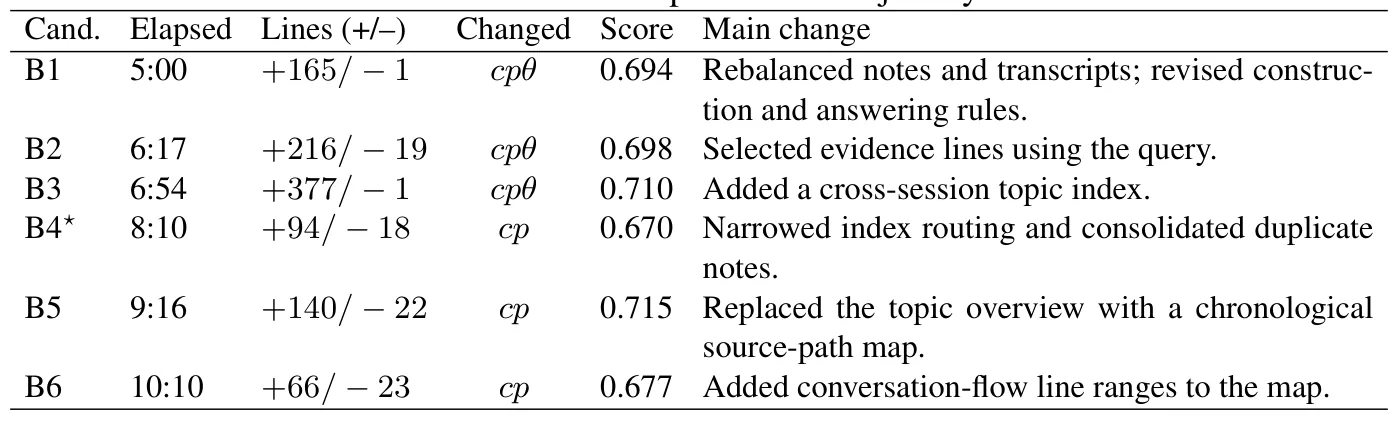 Cand. Elapsed Lines (+/–) Changed Score Main change
B1 5:00 +165/ − 1 cpθ 0.694 Rebalanced notes and transcripts; revised construc-
tion and answering rules.
B2 6:17 +216/ − 19 cpθ 0.698 Selected evidence lines using the query.
B3 6:54 +377/ − 1 cpθ 0.710 Added a cross-session topic index.
B4⋆ 8:10 +94/ − 18 cp 0.670 Narrowed index routing and consolidated duplicate
notes.
B5 9:16 +140/ − 22 cp 0.715 Replaced the topic overview with a chronological
source-path map.
B6 10:10 +66/ − 23 cp 0.677 Added conversation-flow line ranges to the map.